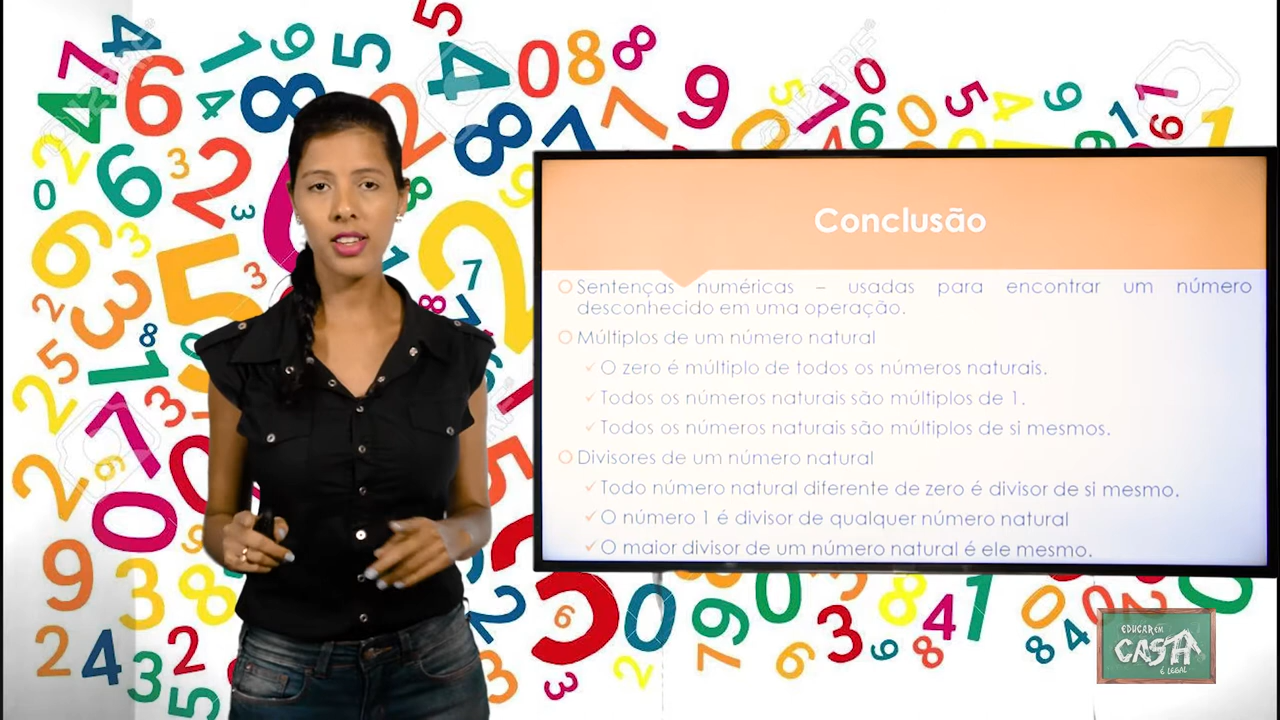 Conclusão
Sentenças numéricas – usadas para encontrar um número
desconhecido em uma operação.
Múltiplos de um número natural
O zero é múltiplo de todos os números naturais.
Todos os números naturais são múltiplos de 1.
Todos os números naturais são múltiplos de si mesmos.
Divisores de um número natural
Todo número natural diferente de zero é divisor de si mesmo.
O número 1 é divisor de qualquer número natural
O maior divisor de um número natural é ele mesmo.
EDUCAR EM
CASA
É LEGAL